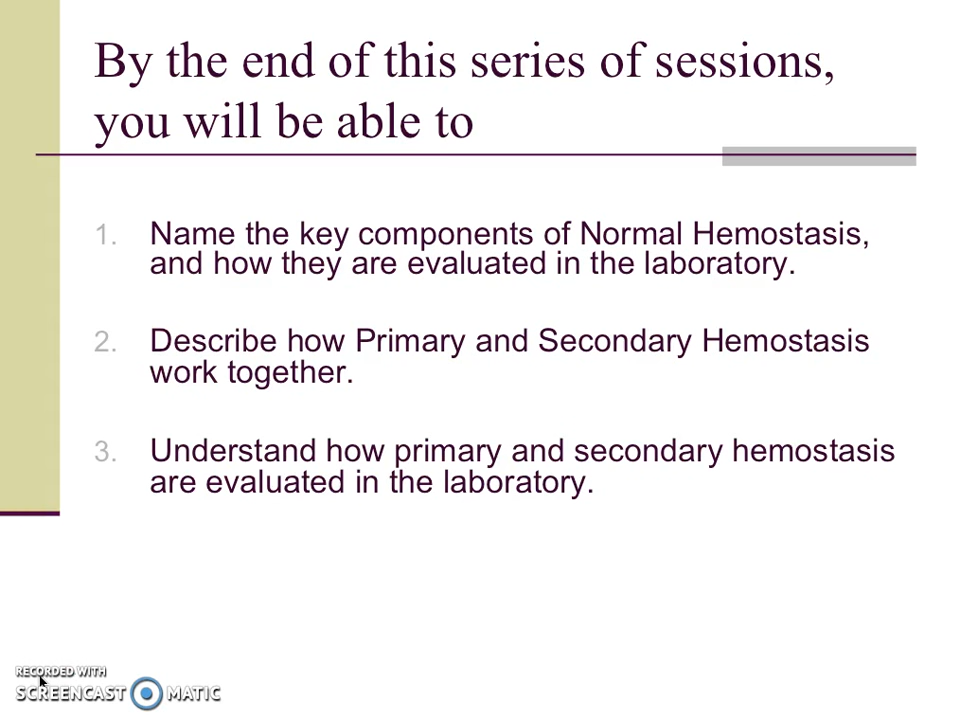 By the end of this series of sessions,
you will be able to
1. Name the key components of Normal Hemostasis,
and how they are evaluated in the laboratory.
2. Describe how Primary and Secondary Hemostasis
work together.
3. Understand how primary and secondary hemostasis
are evaluated in the laboratory.
RECORDED WITH
SCREENCAST MATIC